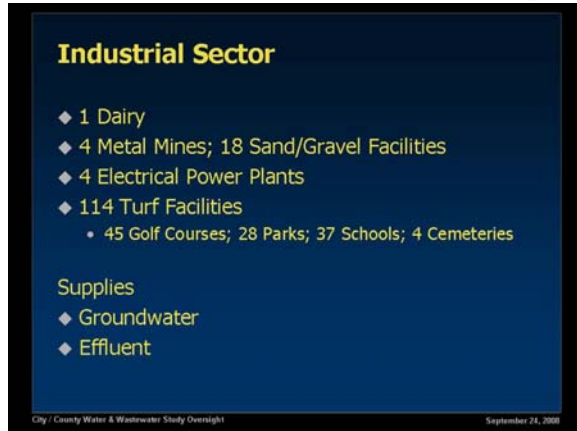 Industrial Sector
◆ 1 Dairy
◆ 4 Metal Mines; 18 Sand/Gravel Facilities
◆ 4 Electrical Power Plants
◆ 114 Turf Facilities
• 45 Golf Courses; 28 Parks; 37 Schools; 4 Cemeteries
Supplies
◆ Groundwater
◆ Effluent
City / County Water & Wastewater Study Oversight
September 24, 2008